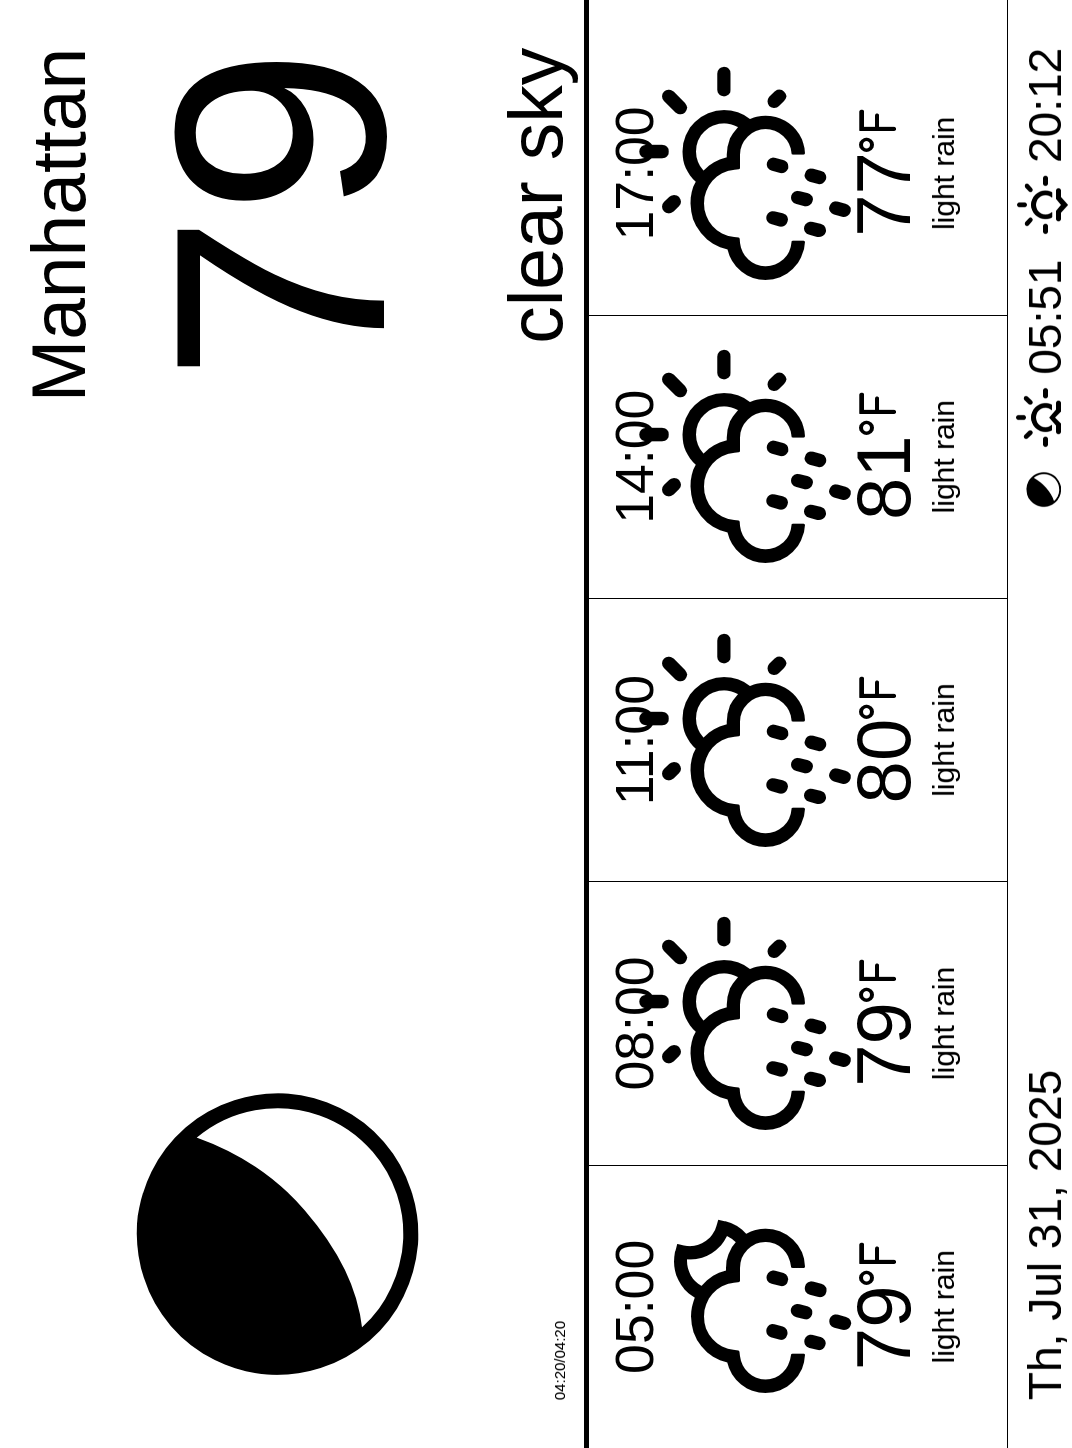 Manhattan
79
clear sky
04:20/04:20
05:00
79°F
light rain
08:00
79°F
light rain
11:00
80°F
light rain
14:00
81°F
light rain
17:00
77°F
light rain
Th, Jul 31, 2025
05:51
20:12